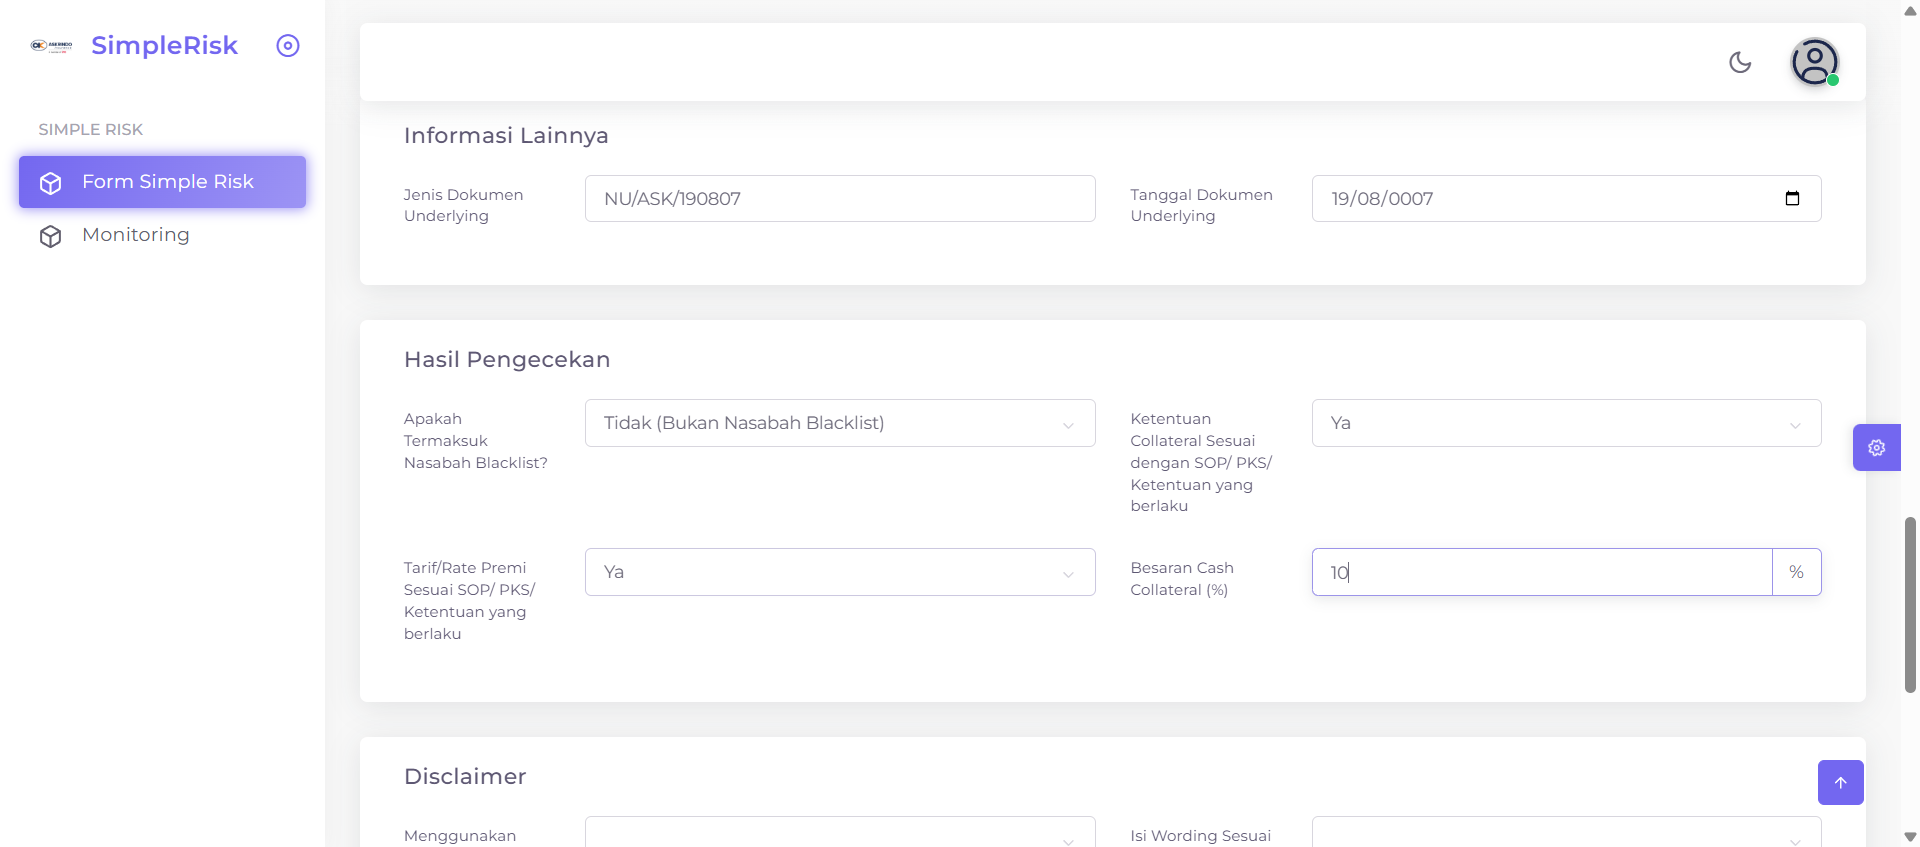 ASKRINDO
SimpleRisk
SIMPLE RISK
Form Simple Risk
Monitoring
Informasi Lainnya
Jenis Dokumen
Underlying
NU/ASK/190807
Tanggal Dokumen
Underlying
19/08/0007
Hasil Pengecekan
Apakah
Termaksuk
Nasabah Blacklist?
Tidak (Bukan Nasabah Blacklist)
Ketentuan
Collateral Sesuai
dengan SOP/ PKS/
Ketentuan yang
berlaku
Ya
Tarif/Rate Premi
Sesuai SOP/ PKS/
Ketentuan yang
berlaku
Ya
Besaran Cash
Collateral (%)
10
%
Disclaimer
Menggunakan
Isi Wording Sesuai